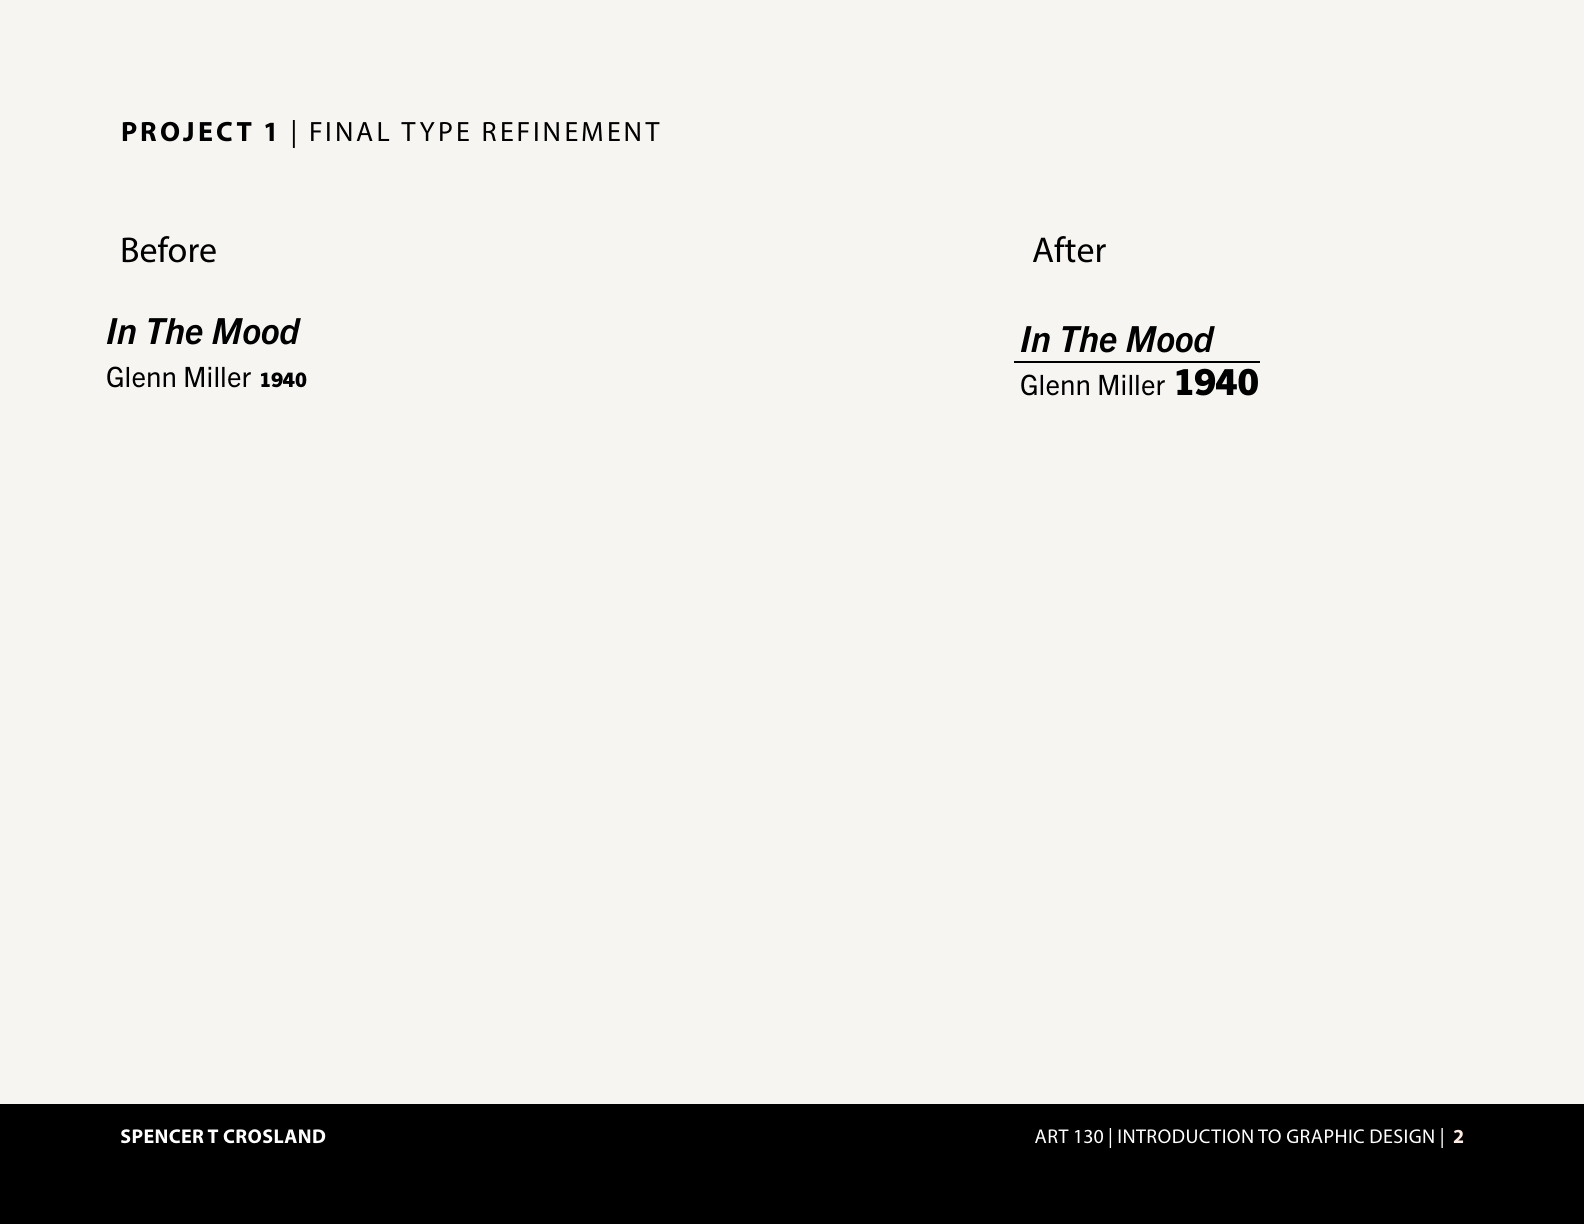 PROJECT 1 | FINAL TYPE REFINEMENT
Before
In The Mood
Glenn Miller 1940
After
In The Mood
Glenn Miller 1940
SPENCER T CROSLAND
ART 130 | INTRODUCTION TO GRAPHIC DESIGN | 2